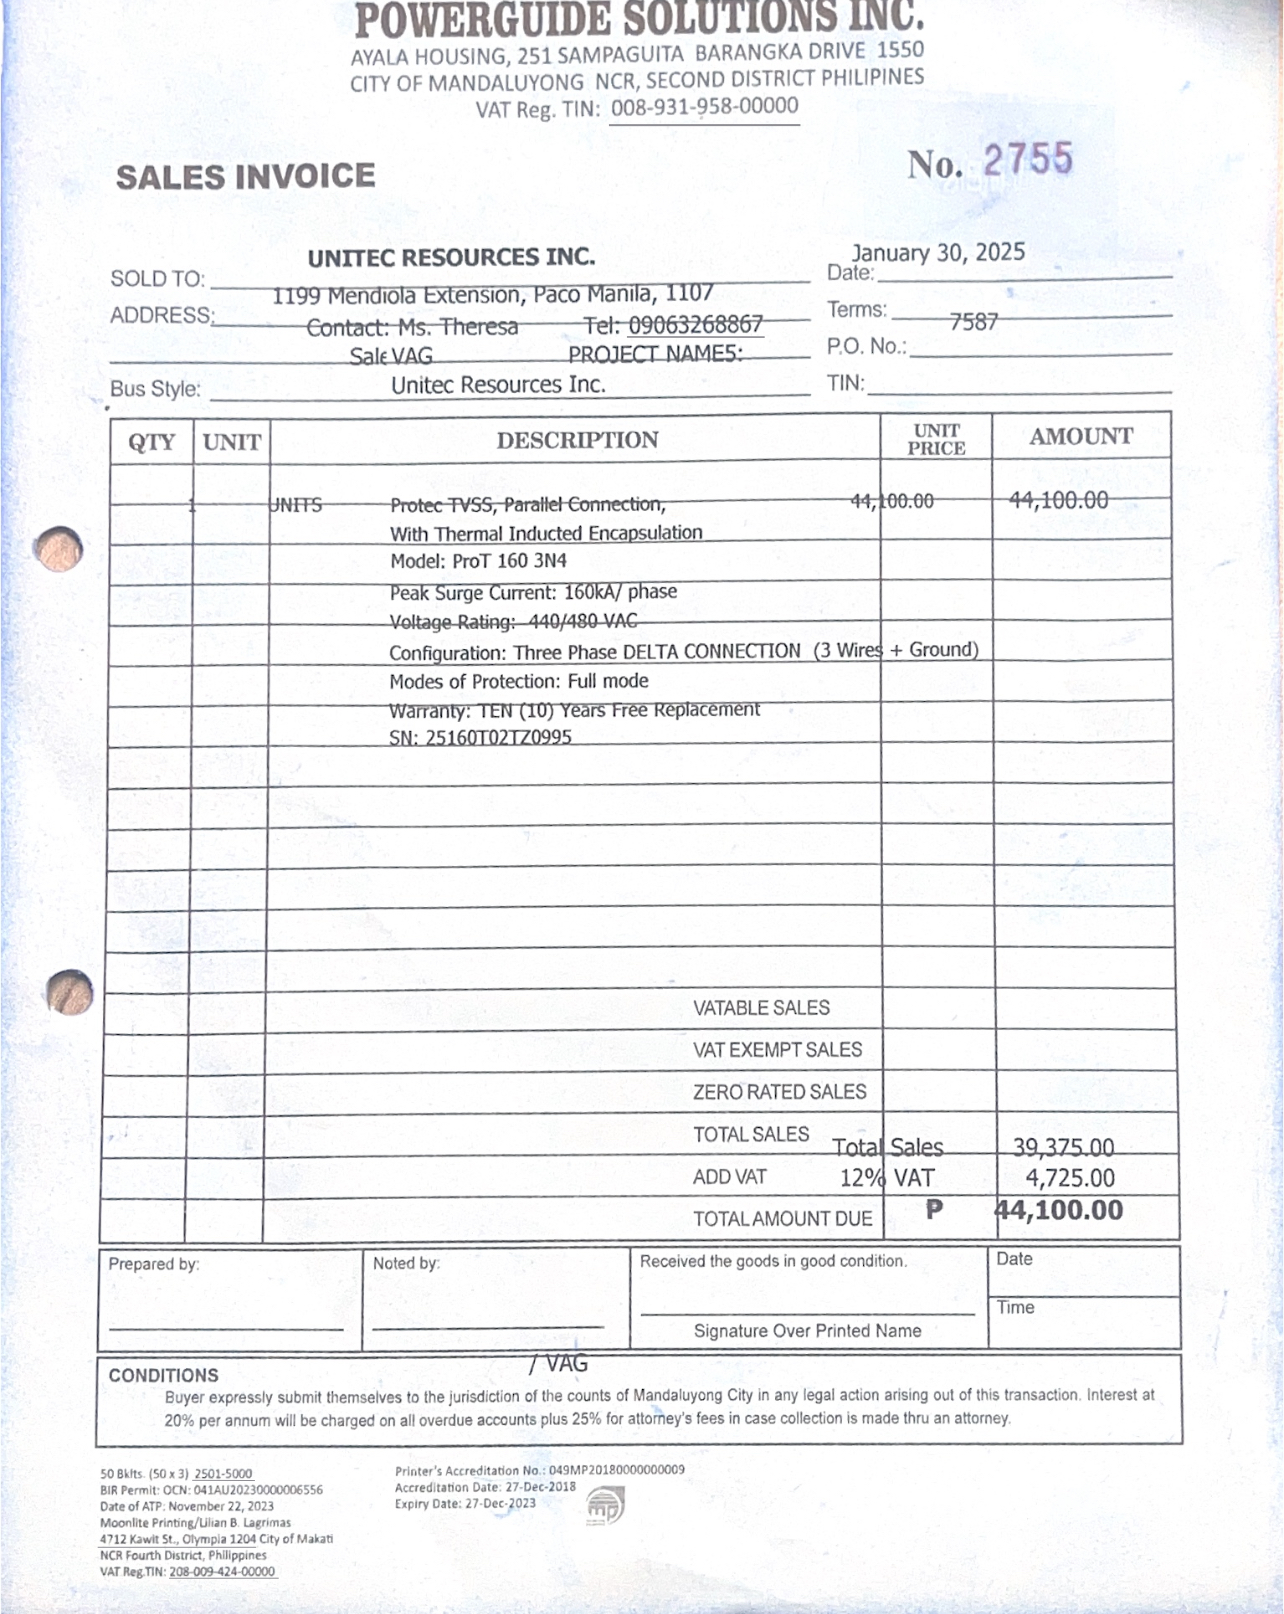 POWERGUIDE SOLUTIONS INC.
AYALA HOUSING, 251 SAMPAGUITA BARANGKA DRIVE 1550
CITY OF MANDALUYONG NCR, SECOND DISTRICT PHILIPINES
VAT Reg. TIN: 008-931-958-00000
SALES INVOICE
No. 2755
SOLD TO: UNITEC RESOURCES INC.
January 30, 2025
Date:
ADDRESS: 1199 Mendiola Extension, Paco Manila, 1107
Terms: 7587
Contact: Ms. Theresa Tel: 09063268867
Sale VAG PROJECT NAME5:
P.O. No.:
Bus Style: Unitec Resources Inc.
TIN:
QTY UNIT DESCRIPTION UNIT PRICE AMOUNT
1 UNITS Protec TVSS, Parallel Connection, 44,100.00 44,100.00
With Thermal Inducted Encapsulation
Model: ProT 160 3N4
Peak Surge Current: 160kA/ phase
Voltage Rating: 440/480 VAC
Configuration: Three Phase DELTA CONNECTION (3 Wires + Ground)
Modes of Protection: Full mode
Warranty: TEN (10) Years Free Replacement
SN: 25160T02TZ0995
VATABLE SALES
VAT EXEMPT SALES
ZERO RATED SALES
TOTAL SALES Total Sales 39,375.00
ADD VAT 12% VAT 4,725.00
TOTAL AMOUNT DUE P 44,100.00
Prepared by:
Noted by:
Received the goods in good condition.
Signature Over Printed Name
Date
Time
/ VAG
CONDITIONS
Buyer expressly submit themselves to the jurisdiction of the counts of Mandaluyong City in any legal action arising out of this transaction. Interest at
20% per annum will be charged on all overdue accounts plus 25% for attorney's fees in case collection is made thru an attorney.
50 Bklts. (50 x 3) 2501-5000
BIR Permit: OCN: 041AU20230000006556
Date of ATP: November 22, 2023
Moonlite Printing/Lilian B. Lagrimas
4712 Kawit St., Olympia 1204 City of Makati
NCR Fourth District, Philippines
VAT Reg.TIN: 208-009-424-00000
Printer's Accreditation No.: 049MP20180000000009
Accreditation Date: 27-Dec-2018
Expiry Date: 27-Dec-2023
mp